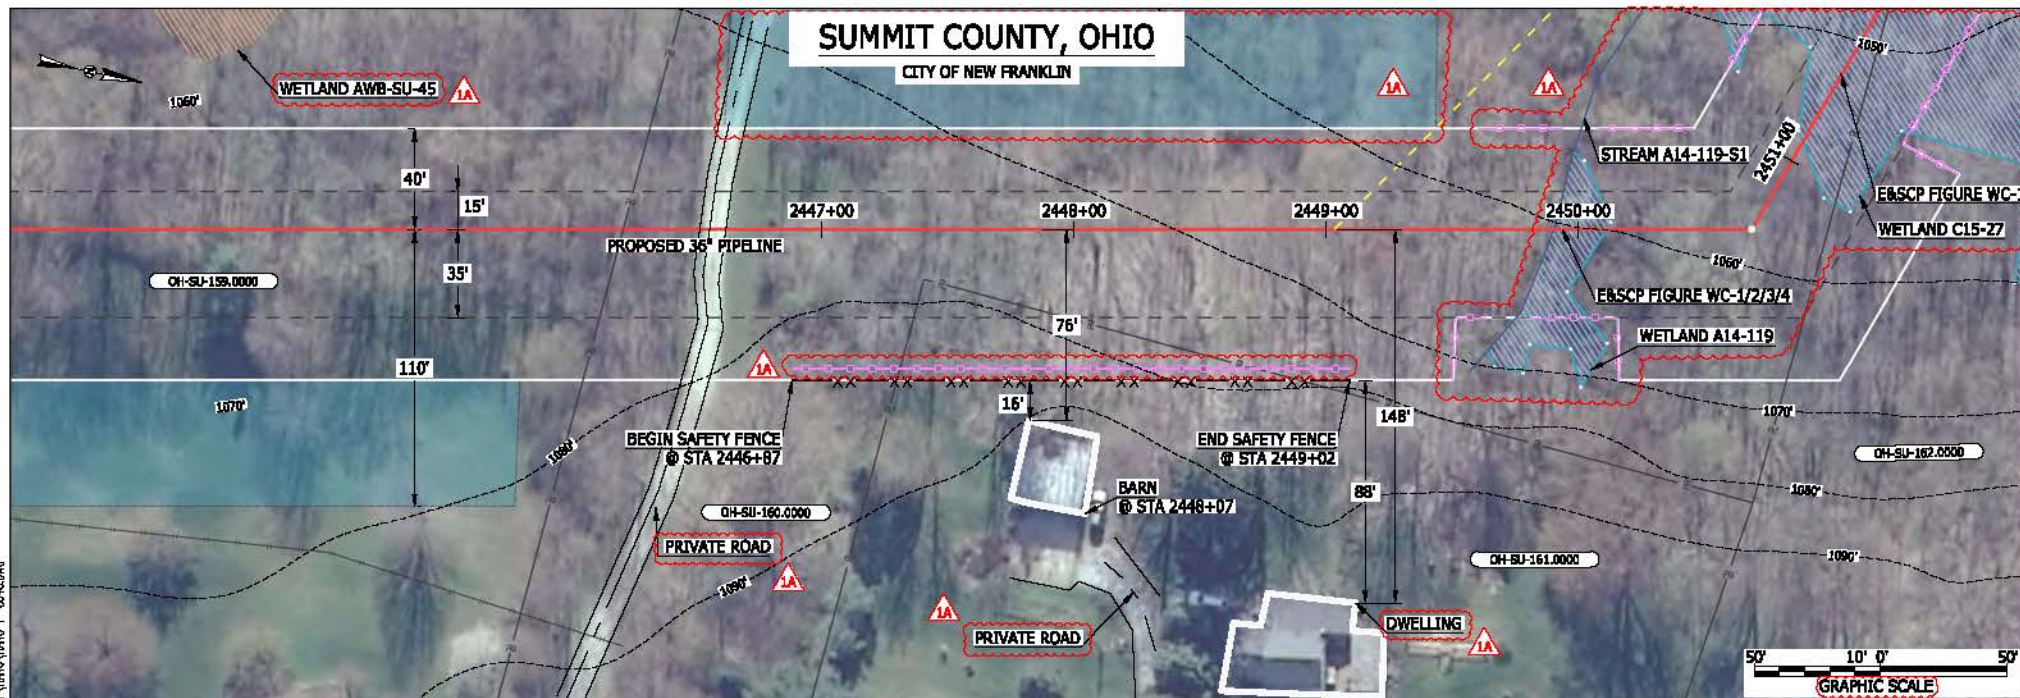 SUMMIT COUNTY, OHIO
CITY OF NEW FRANKLIN
WETLAND AWB-SU-45
1A
1A
1A
1050'
1060'
STREAM A14-119-S1
2451+00
40'
15'
E&SCP FIGURE WC-1
2447+00
2448+00
2449+00
2450+00
WETLAND C15-27
PROPOSED 36" PIPELINE
1060'
35'
OH-SU-159.0000
E&SCP FIGURE WC-1/2/3/4
76'
WETLAND A14-119
1A
110'
1070'
16'
148'
1070'
BEGIN SAFETY FENCE
@ STA 2446+87
END SAFETY FENCE
@ STA 2449+02
1080'
OH-SU-162.0000
BARN
@ STA 2448+07
88'
1080'
OH-SU-160.0000
PRIVATE ROAD
1A
1090'
OH-SU-161.0000
1090'
1A
PRIVATE ROAD
DWELLING
1A
50' 10' 0' 50'
GRAPHIC SCALE